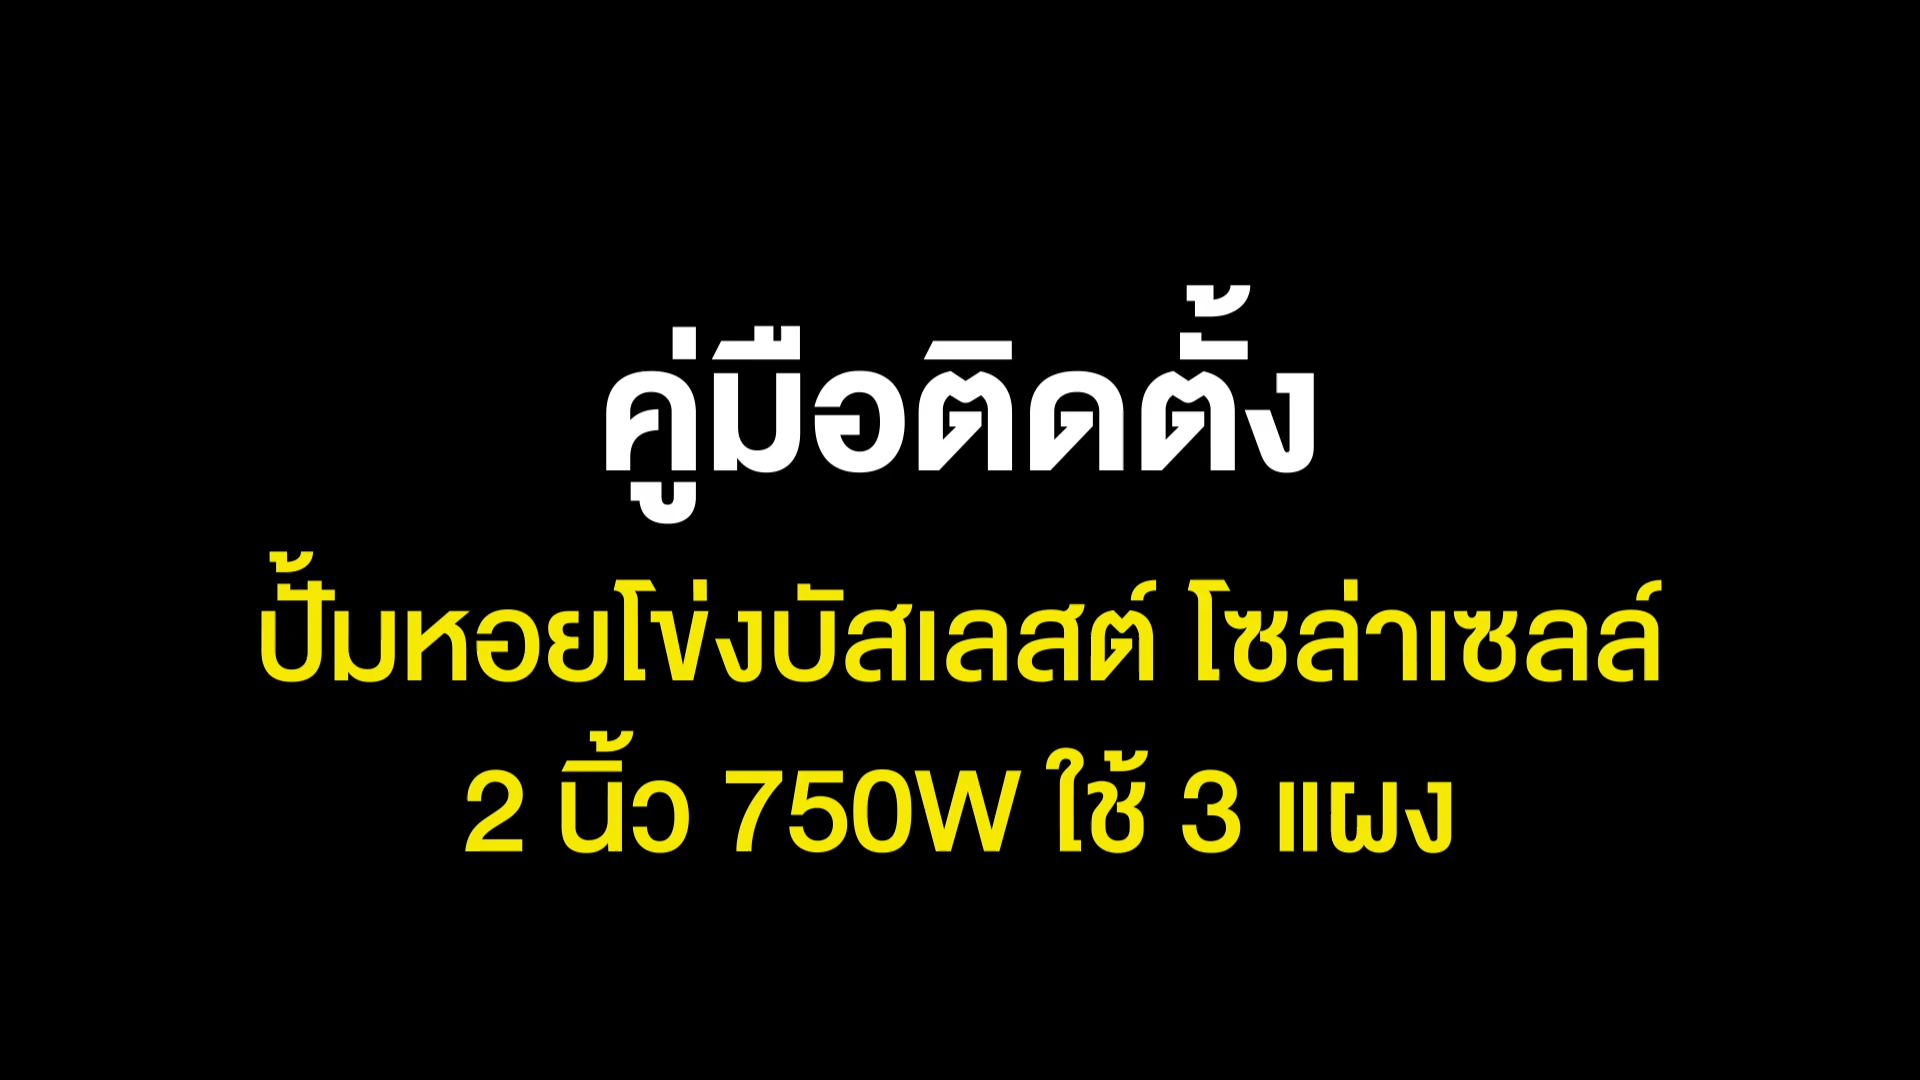 คู่มือติดตั้ง
ปั้มหอยโข่งบัสเลสต์ โซล่าเซลล์
2 นิ้ว 750W ใช้ 3 แผง